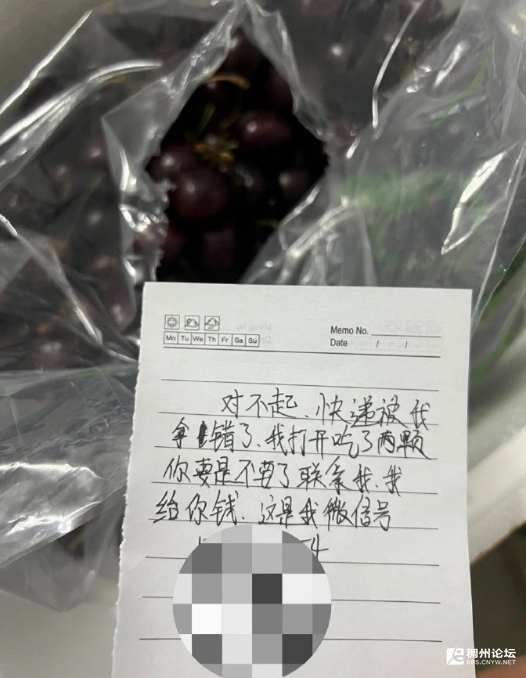 Memo No.
Mo Tu We Th Fr Sa Su
Date / /
对不起、快递被我
拿错了、我打开吃了两颗
你要是不要了联系我、我
给你钱、这是我微信号
稠州论坛
BBS.CNYW.NET